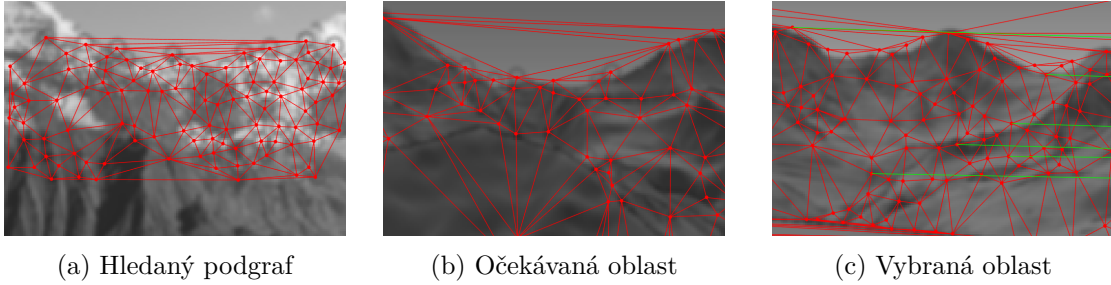 (a) Hledaný podgraf
(b) Očekávaná oblast
(c) Vybraná oblast